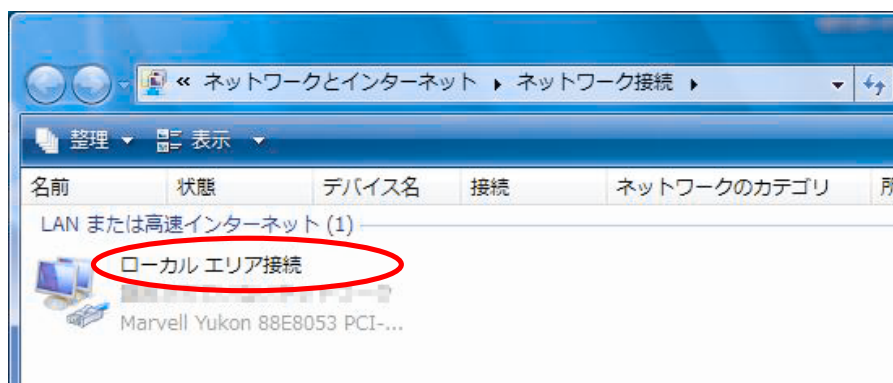 « ネットワークとインターネット ▸ ネットワーク接続 ▸
整理 表示
名前 状態 デバイス名 接続 ネットワークのカテゴリ
LAN または高速インターネット (1)
ローカル エリア接続
Marvell Yukon 88E8053 PCI-...